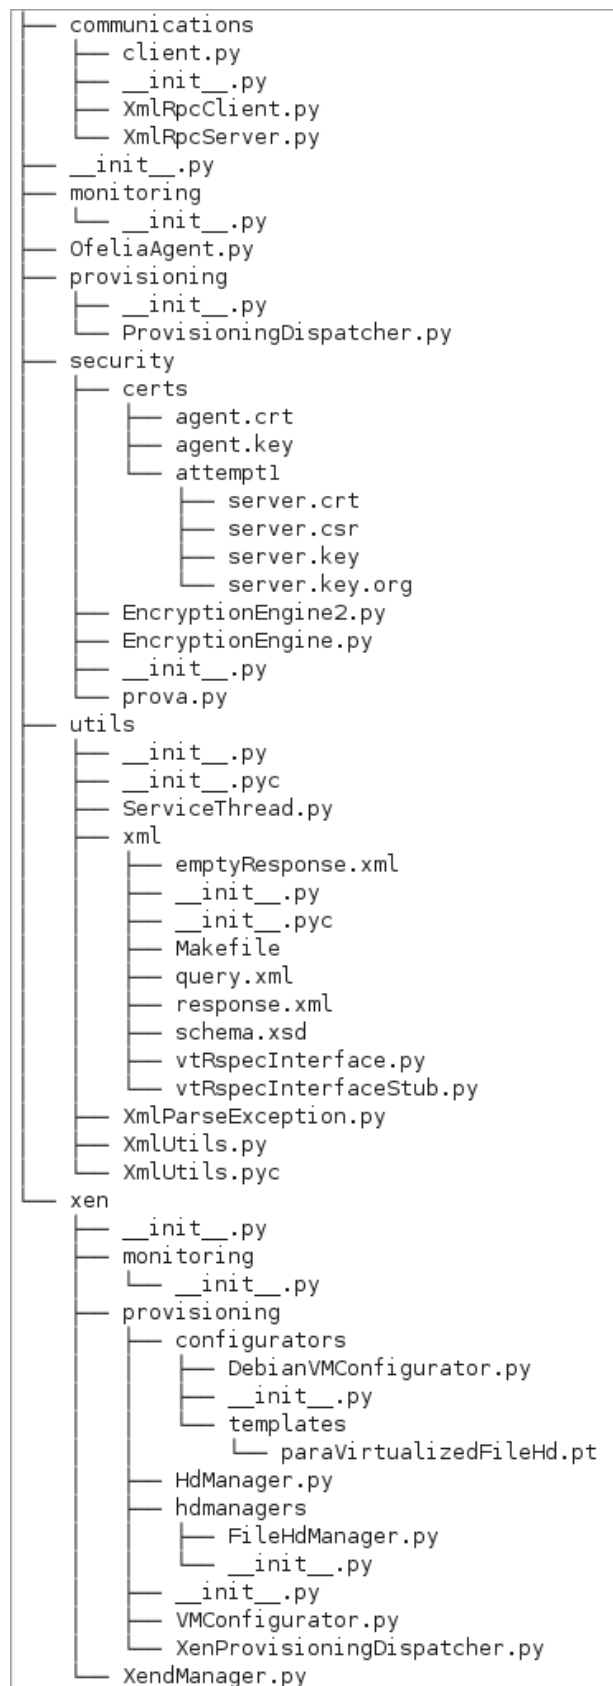 ├── communications
│   ├── client.py
│   ├── __init__.py
│   ├── XmlRpcClient.py
│   └── XmlRpcServer.py
├── __init__.py
├── monitoring
│   └── __init__.py
├── OfeliaAgent.py
├── provisioning
│   ├── __init__.py
│   └── ProvisioningDispatcher.py
├── security
│   ├── certs
│   │   ├── agent.crt
│   │   ├── agent.key
│   │   └── attempt1
│   │       ├── server.crt
│   │       ├── server.csr
│   │       ├── server.key
│   │       └── server.key.org
│   ├── EncryptionEngine2.py
│   ├── EncryptionEngine.py
│   ├── __init__.py
│   └── prova.py
├── utils
│   ├── __init__.py
│   ├── __init__.pyc
│   ├── ServiceThread.py
│   ├── xml
│   │   ├── emptyResponse.xml
│   │   ├── __init__.py
│   │   ├── __init__.pyc
│   │   ├── Makefile
│   │   ├── query.xml
│   │   ├── response.xml
│   │   ├── schema.xsd
│   │   ├── vtRspecInterface.py
│   │   └── vtRspecInterfaceStub.py
│   ├── XmlParseException.py
│   ├── XmlUtils.py
│   └── XmlUtils.pyc
└── xen
    ├── __init__.py
    ├── monitoring
    │   └── __init__.py
    ├── provisioning
    │   ├── configurators
    │   │   ├── DebianVMConfigurator.py
    │   │   ├── __init__.py
    │   │   └── templates
    │   │       └── paraVirtualizedFileHd.pt
    │   ├── HdManager.py
    │   ├── hdmanagers
    │   │   ├── FileHdManager.py
    │   │   └── __init__.py
    │   ├── __init__.py
    │   ├── VMConfigurator.py
    │   └── XenProvisioningDispatcher.py
    └── XendManager.py